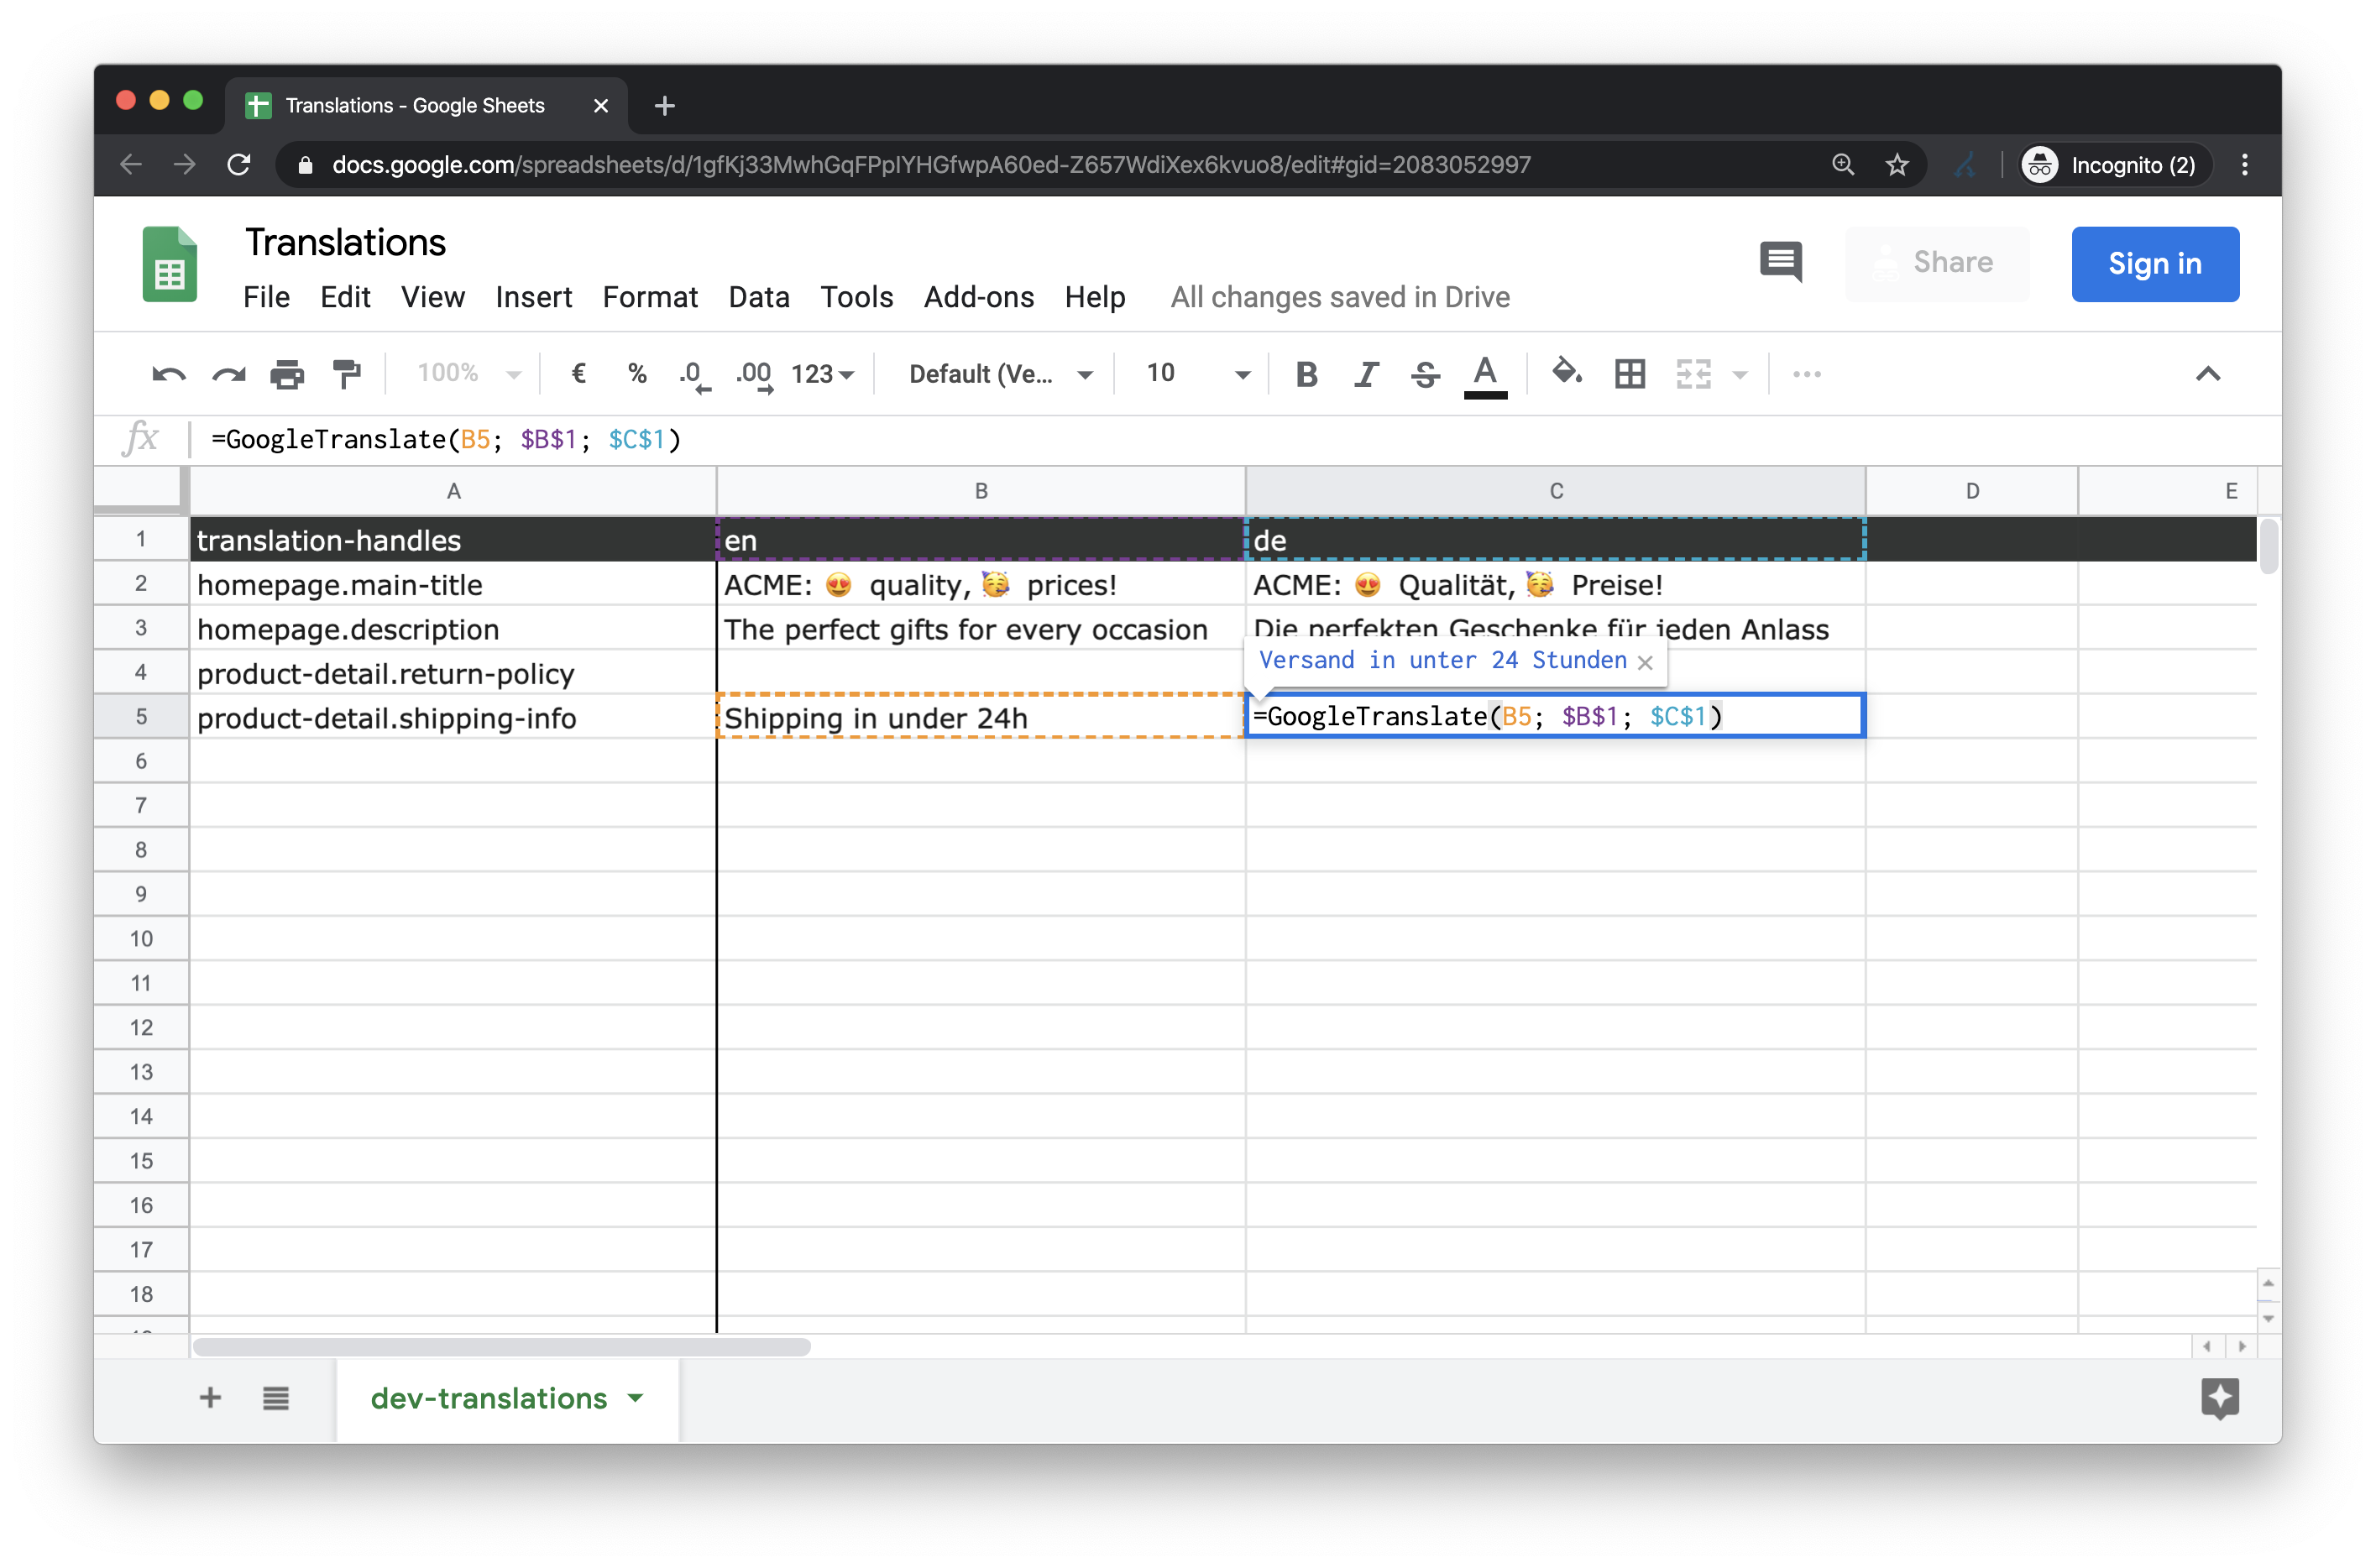 Translations - Google Sheets
docs.google.com/spreadsheets/d/1gfKj33MwhGqFPpIYHGfwpA60ed-Z657WdiXex6kvuo8/edit#gid=2083052997 Incognito (2)
Translations
Share
Sign in
File Edit View Insert Format Data Tools Add-ons Help All changes saved in Drive
100% € % .0 .00 123 Default (Ve... 10 B I S A
fx =GoogleTranslate(B5; $B$1; $C$1)
A B C D E
1 translation-handles en de
2 homepage.main-title ACME: 😍 quality, 🥳 prices! ACME: 😍 Qualität, 🥳 Preise!
3 homepage.description The perfect gifts for every occasion Die perfekten Geschenke für jeden Anlass
4 product-detail.return-policy
Versand in unter 24 Stunden
5 product-detail.shipping-info Shipping in under 24h =GoogleTranslate(B5; $B$1; $C$1)
6
7
8
9
10
11
12
13
14
15
16
17
18
dev-translations